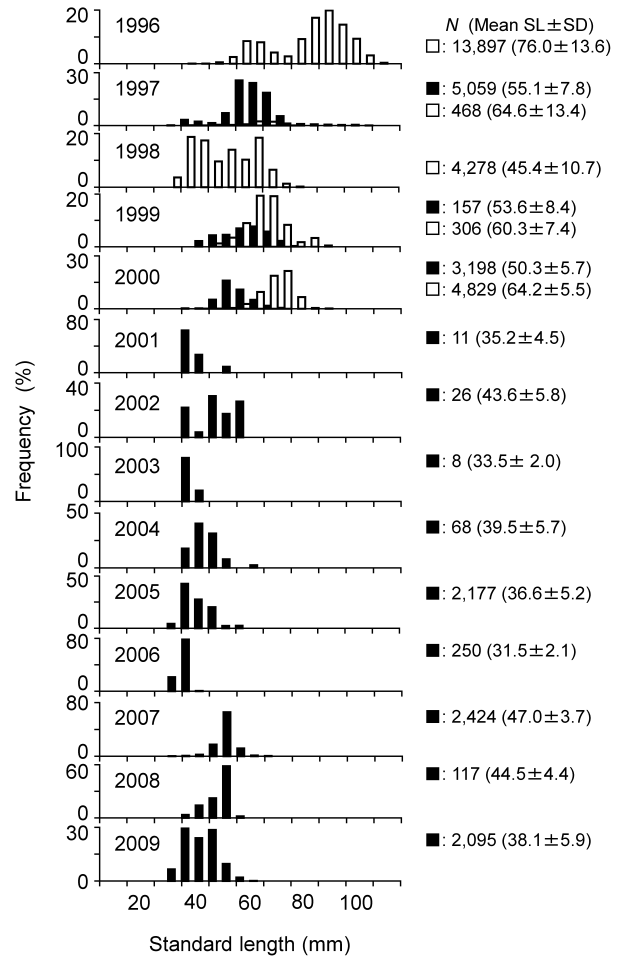 N (Mean SL±SD)
20
1996
□: 13,897 (76.0±13.6)
0
30
1997
■: 5,059 (55.1±7.8)
□: 468 (64.6±13.4)
0
20
1998
□: 4,278 (45.4±10.7)
0
20
1999
■: 157 (53.6±8.4)
□: 306 (60.3±7.4)
0
30
2000
■: 3,198 (50.3±5.7)
□: 4,829 (64.2±5.5)
0
80
2001
■: 11 (35.2±4.5)
0
40
2002
■: 26 (43.6±5.8)
0
100
2003
■: 8 (33.5± 2.0)
0
50
2004
■: 68 (39.5±5.7)
0
50
2005
■: 2,177 (36.6±5.2)
0
80
2006
■: 250 (31.5±2.1)
0
80
2007
■: 2,424 (47.0±3.7)
0
60
2008
■: 117 (44.5±4.4)
0
30
2009
■: 2,095 (38.1±5.9)
0
Frequency (%)
20 40 60 80 100
Standard length (mm)